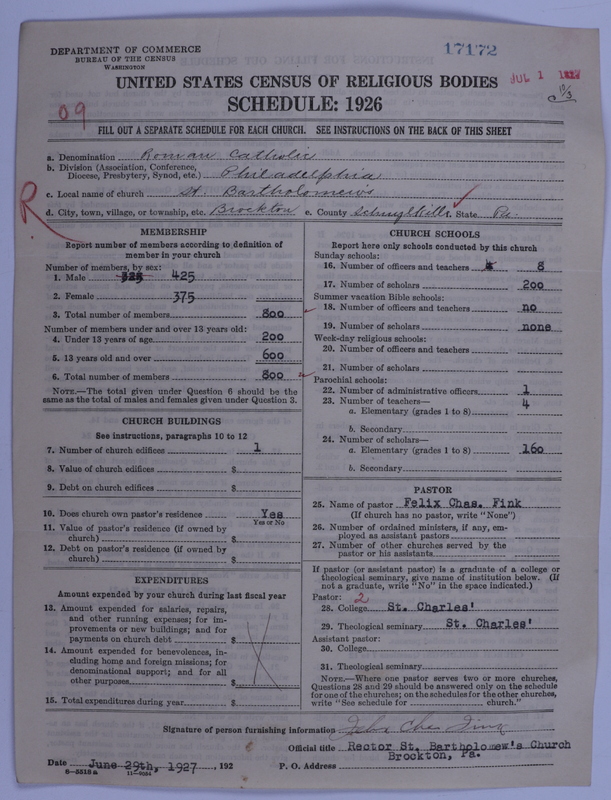 DEPARTMENT OF COMMERCE
BUREAU OF THE CENSUS
WASHINGTON
17172
JUL 1
UNITED STATES CENSUS OF RELIGIOUS BODIES
SCHEDULE: 1926
09
FILL OUT A SEPARATE SCHEDULE FOR EACH CHURCH. SEE INSTRUCTIONS ON THE BACK OF THIS SHEET
a. Denomination Roman Catholic
b. Division (Association, Conference, Diocese, Presbytery, Synod, etc.) Philadelphia
c. Local name of church St. Bartholomew's
R.
d. City, town, village, or township, etc. Brockton e. County Schuylkill f. State Pa.
MEMBERSHIP
Report number of members according to definition of
member in your church
Number of members, by sex:
1. Male 325 425
2. Female 375
3. Total number of members 800
Number of members under and over 13 years old:
4. Under 13 years of age 200
5. 13 years old and over 600
6. Total number of members 800
NOTE.—The total given under Question 6 should be
the same as the total of males and females given under Question 3.
CHURCH BUILDINGS
See instructions, paragraphs 10 to 12
7. Number of church edifices 1
8. Value of church edifices $
9. Debt on church edifices $
10. Does church own pastor's residence Yes
Yes or No
11. Value of pastor's residence (if owned by
church) $
12. Debt on pastor's residence (if owned by
church) $
EXPENDITURES
Amount expended by your church during last fiscal year
13. Amount expended for salaries, repairs,
and other running expenses; for im-
provements or new buildings; and for
payments on church debt $
14. Amount expended for benevolences, in-
cluding home and foreign missions; for
denominational support; and for all
other purposes $
15. Total expenditures during year $
CHURCH SCHOOLS
Report here only schools conducted by this church
Sunday schools:
16. Number of officers and teachers 8
17. Number of scholars 200
Summer vacation Bible schools:
18. Number of officers and teachers no
19. Number of scholars none
Week-day religious schools:
20. Number of officers and teachers
21. Number of scholars
Parochial schools:
22. Number of administrative officers 1
23. Number of teachers— 4
a. Elementary (grades 1 to 8)
b. Secondary
24. Number of scholars—
a. Elementary (grades 1 to 8) 160
b. Secondary
PASTOR
25. Name of pastor Felix Chas. Fink
(If church has no pastor, write "None")
26. Number of ordained ministers, if any, em-
ployed as assistant pastors
27. Number of other churches served by the
pastor or his assistants
If pastor (or assistant pastor) is a graduate of a college or
theological seminary, give name of institution below. (If
not a graduate, write "No" in the space indicated.)
Pastor: 2
28. College St. Charles'
29. Theological seminary St. Charles'
Assistant pastor:
30. College
31. Theological seminary
NOTE.—Where one pastor serves two or more churches,
Questions 28 and 29 should be answered only on the schedule
for one of the churches; on the schedules for the other churches,
write "See schedule for church."
Signature of person furnishing information Felix Chas Fink
Official title Rector St. Bartholomew's Church
Brockton, Pa.
Date June 29th, 1927, 192 P. O. Address